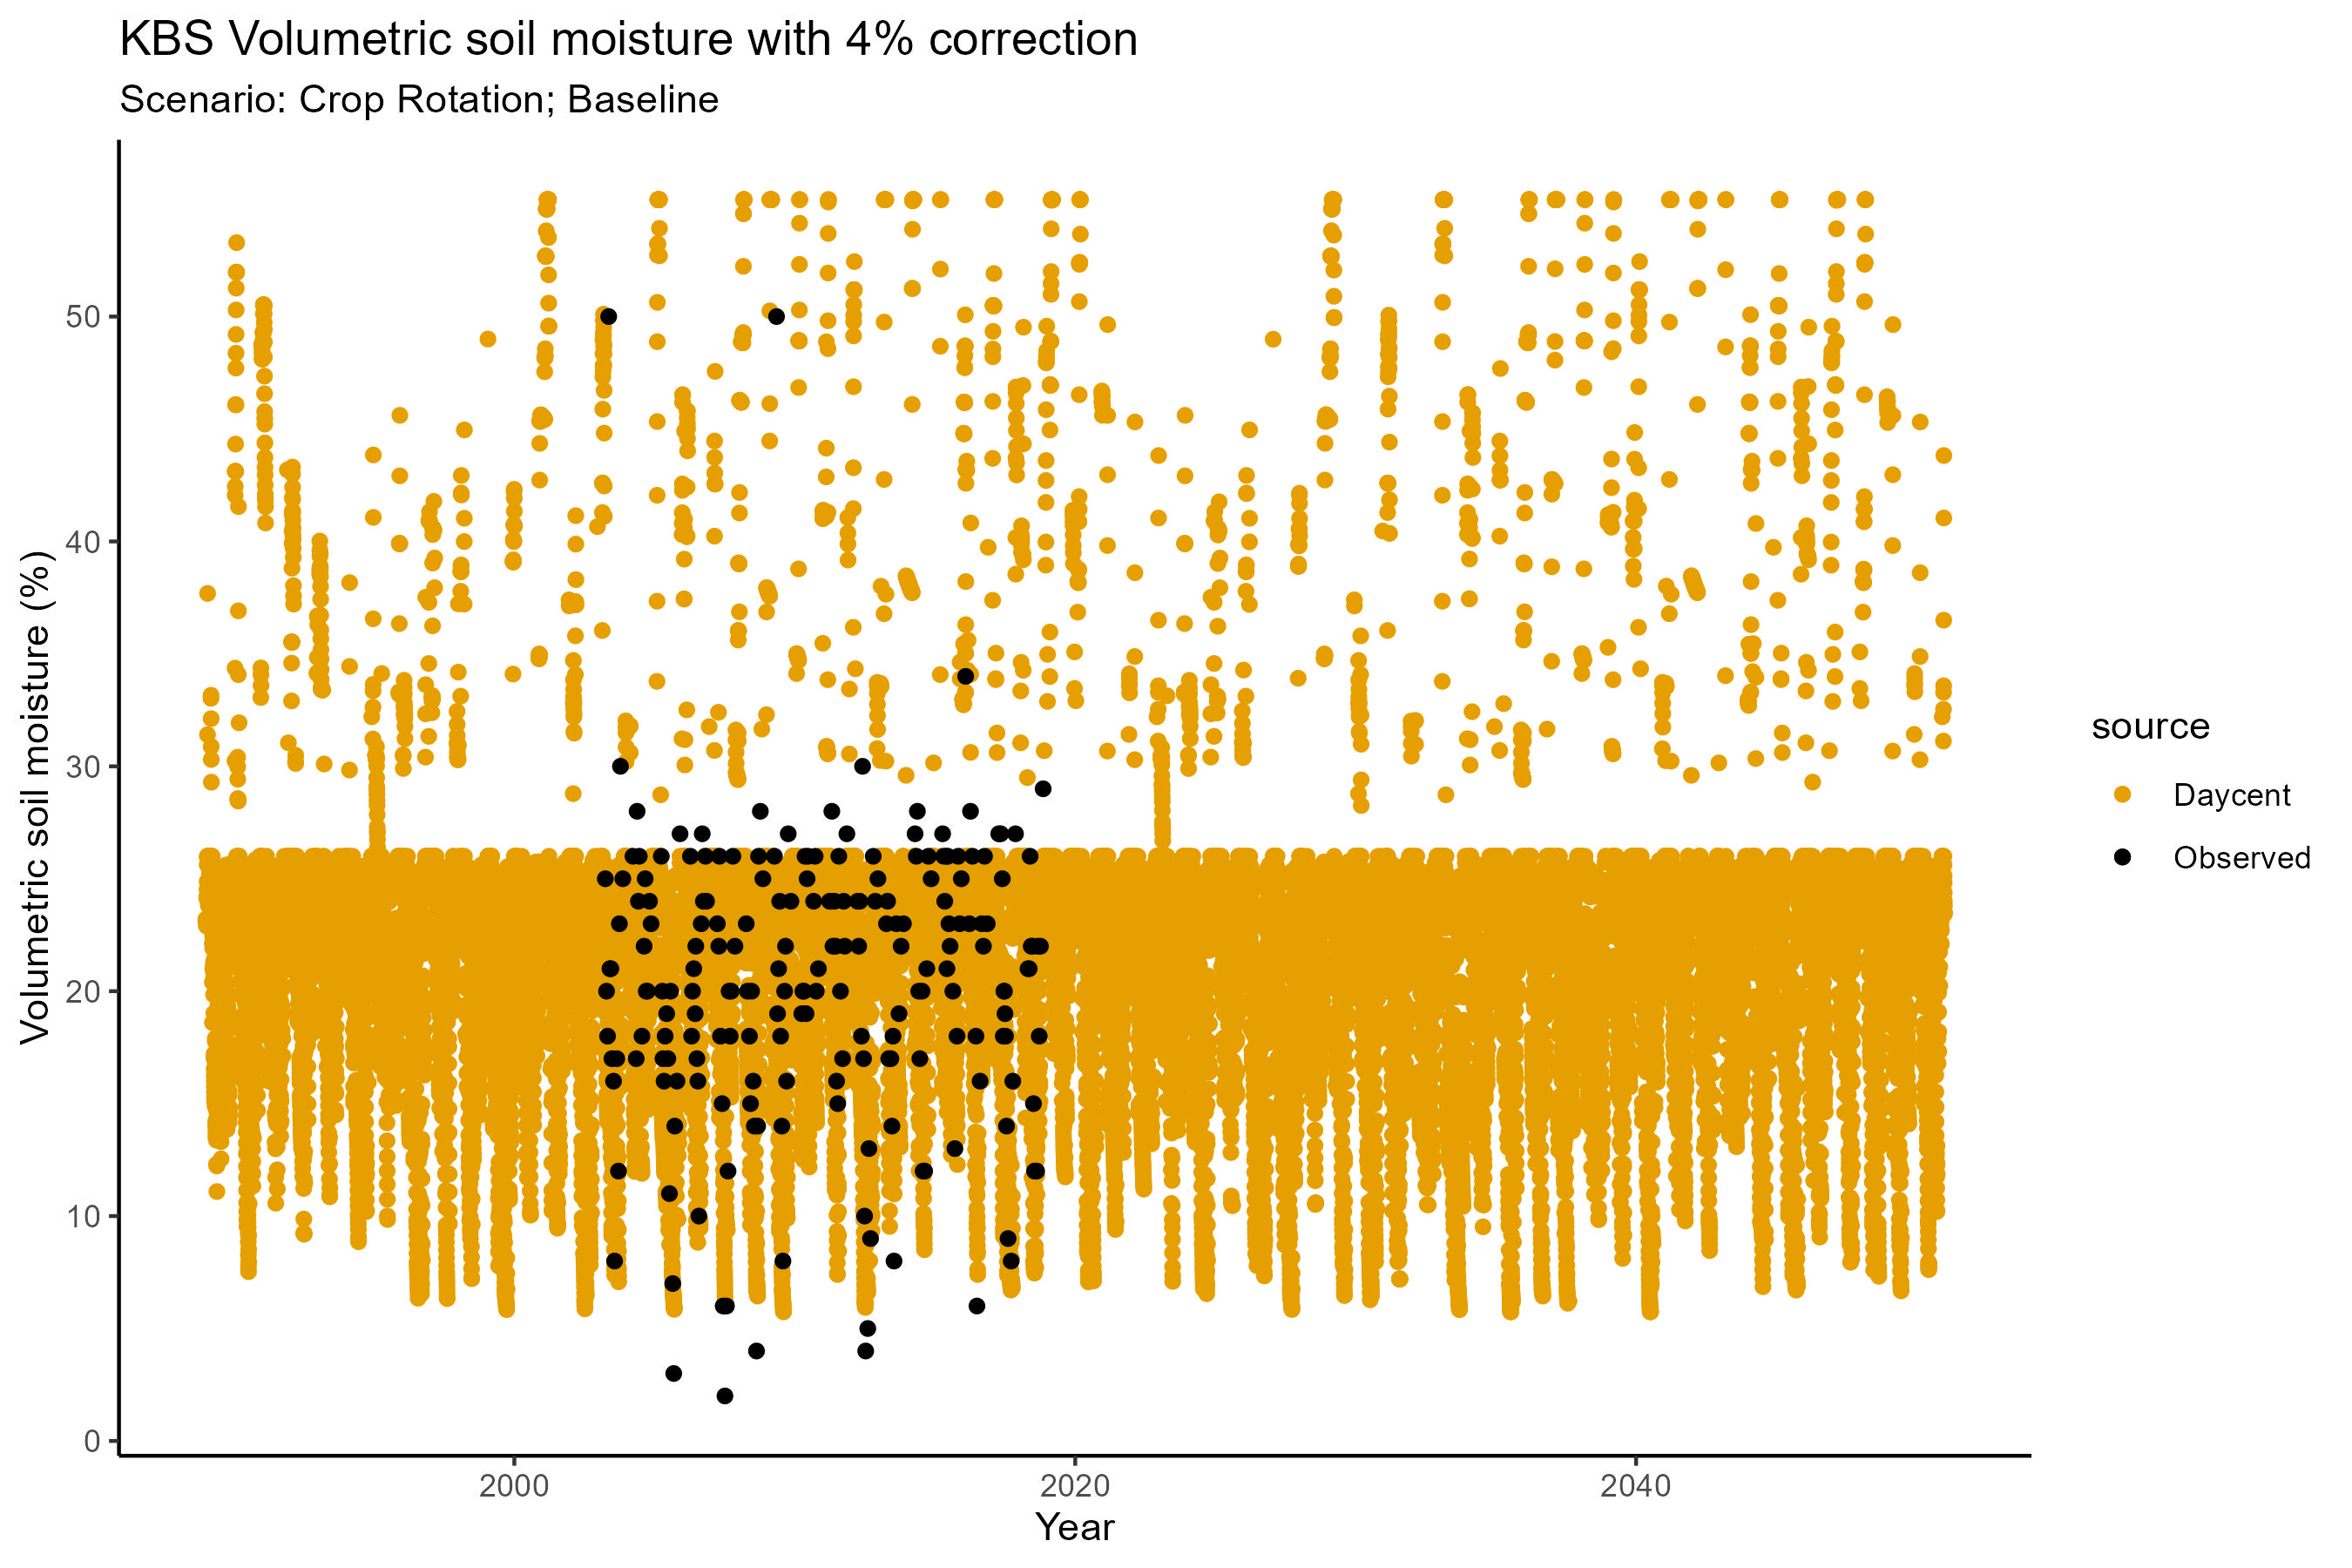 KBS Volumetric soil moisture with 4% correction
Scenario: Crop Rotation; Baseline
Volumetric soil moisture (%)
50
40
30
20
10
0
2000
2020
2040
Year
source
Daycent
Observed